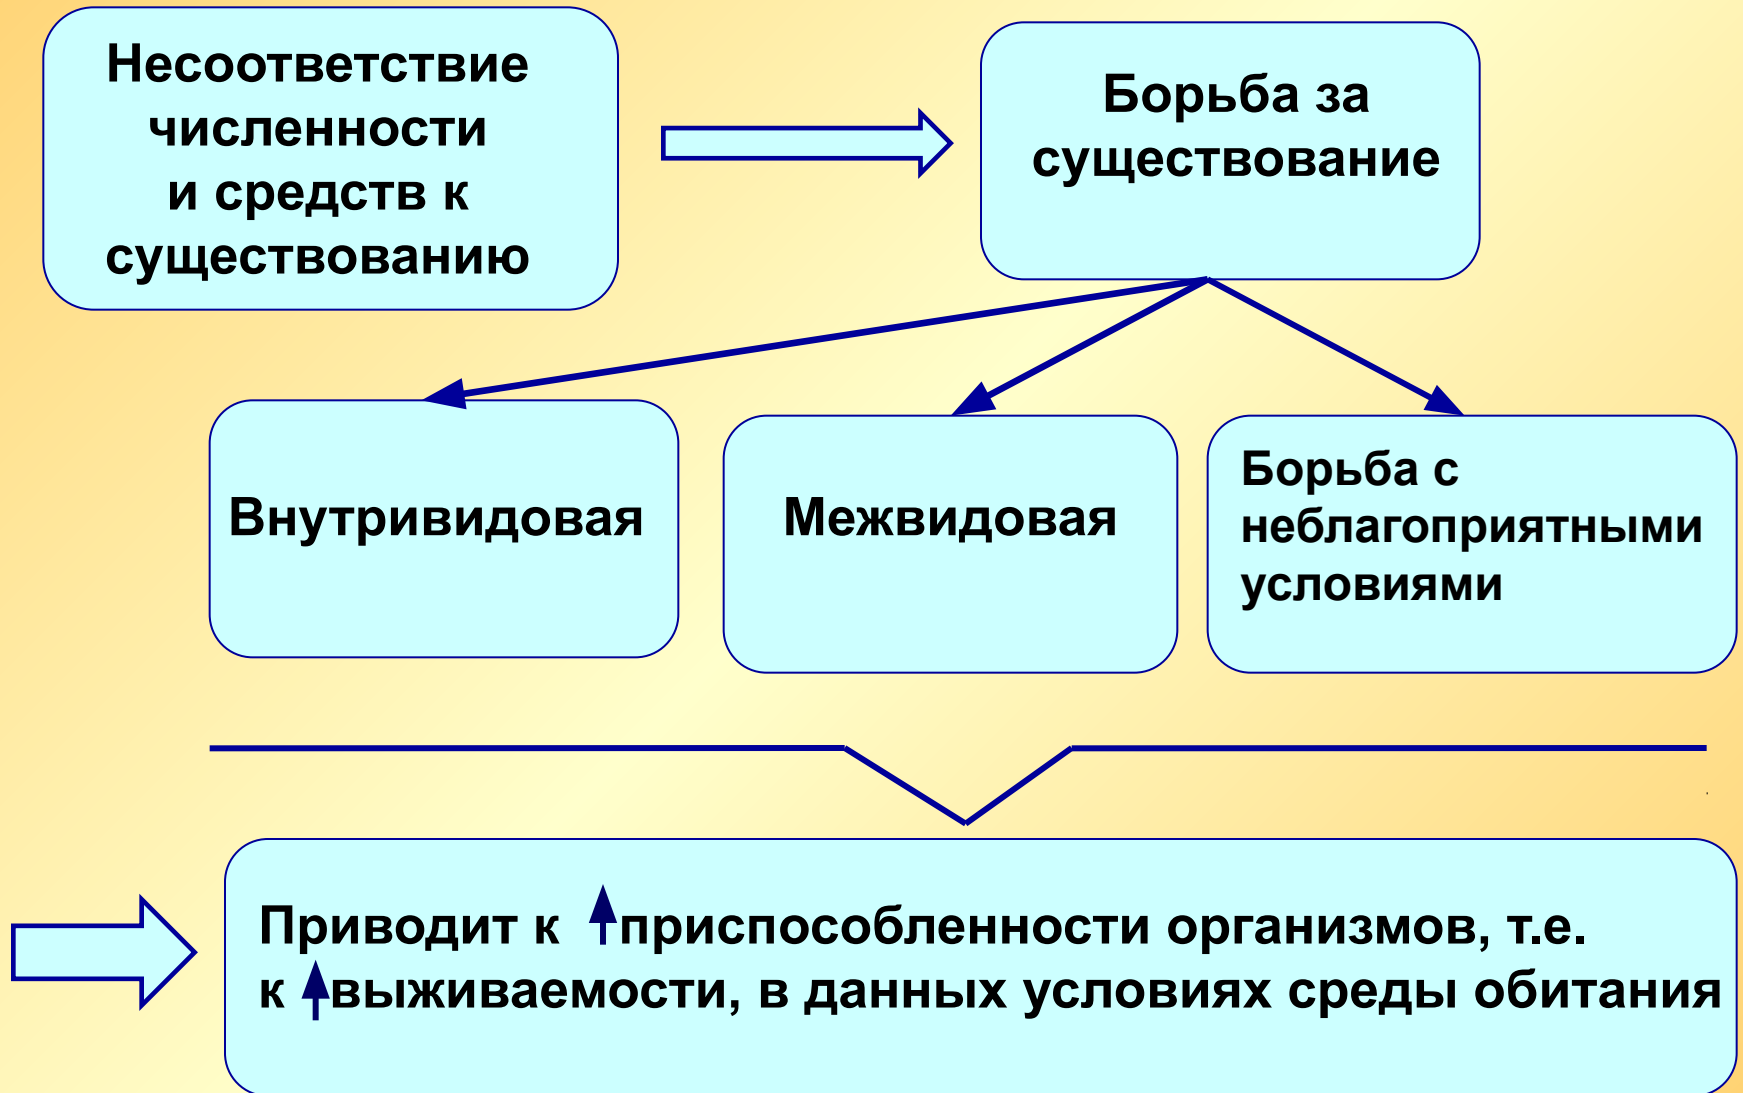 Несоответствие
численности
и средств к
существованию
Борьба за
существование
Внутривидовая
Межвидовая
Борьба с
неблагоприятными
условиями
Приводит к приспособленности организмов, т.е.
к выживаемости, в данных условиях среды обитания